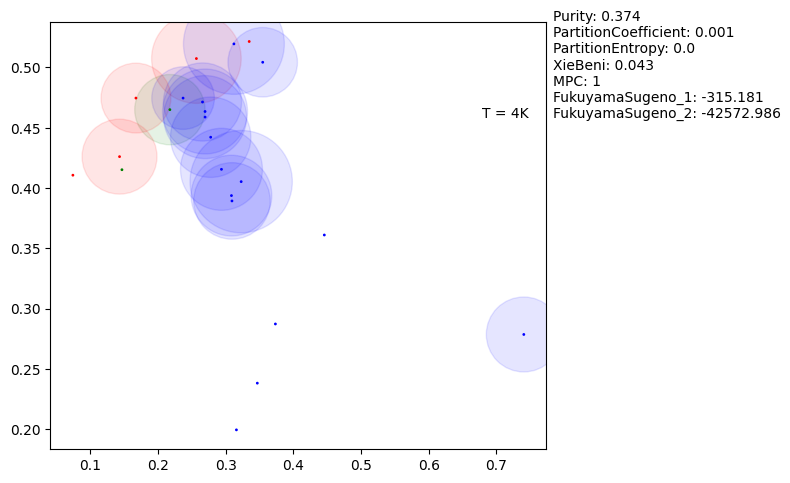 Purity: 0.374
PartitionCoefficient: 0.001
PartitionEntropy: 0.0
XieBeni: 0.043
MPC: 1
FukuyamaSugeno_1: -315.181
FukuyamaSugeno_2: -42572.986
T = 4K
0.50
0.45
0.40
0.35
0.30
0.25
0.20
0.1 0.2 0.3 0.4 0.5 0.6 0.7